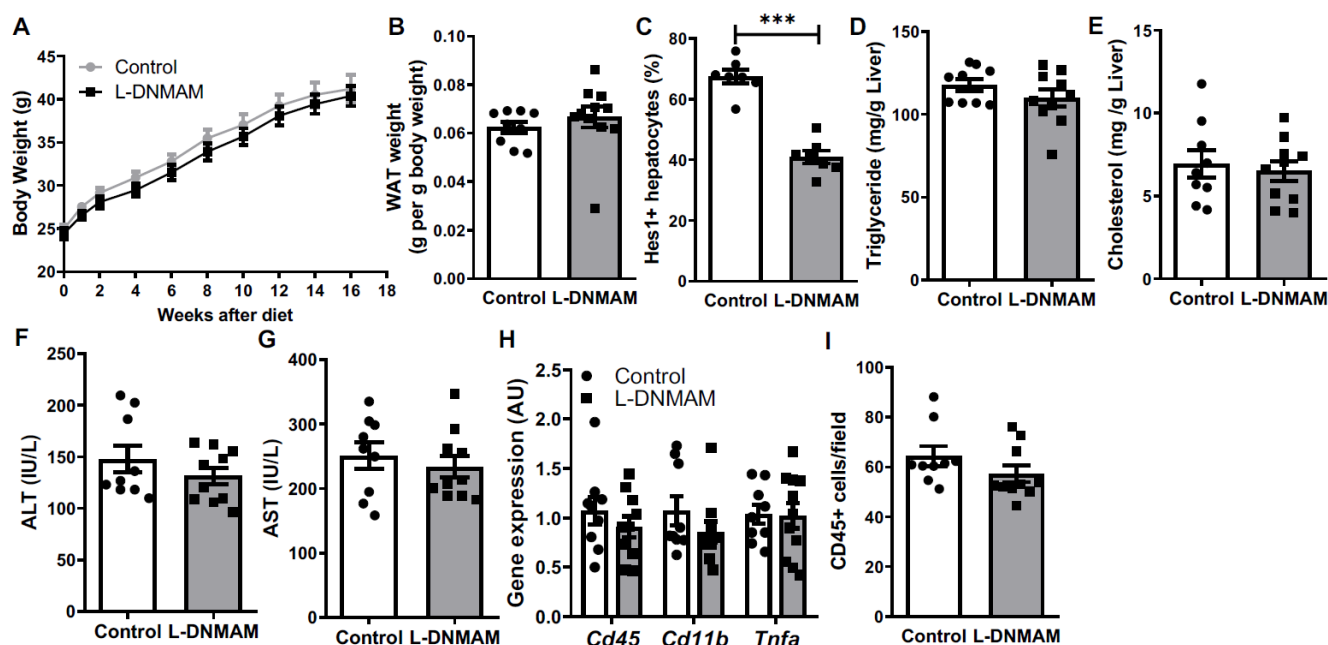 A
Control
L-DNMAM
Body Weight (g)
45
40
35
30
25
20
0 2 4 6 8 10 12 14 16 18
Weeks after diet
B
WAT weight
(g per g body weight)
0.10
0.08
0.06
0.04
0.02
0.00
Control L-DNMAM
C
***
Hes1+ hepatocytes (%)
80
60
40
20
0
Control L-DNMAM
D
Triglyceride (mg/g Liver)
150
100
50
0
Control L-DNMAM
E
Cholesterol (mg /g Liver)
15
10
5
0
Control L-DNMAM
F
ALT (IU/L)
250
200
150
100
50
0
Control L-DNMAM
G
AST (IU/L)
400
300
200
100
0
Control L-DNMAM
H
Control
L-DNMAM
Gene expression (AU)
2.5
2.0
1.5
1.0
0.5
0.0
Cd45 Cd11b Tnfa
I
CD45+ cells/field
100
80
60
40
20
0
Control L-DNMAM